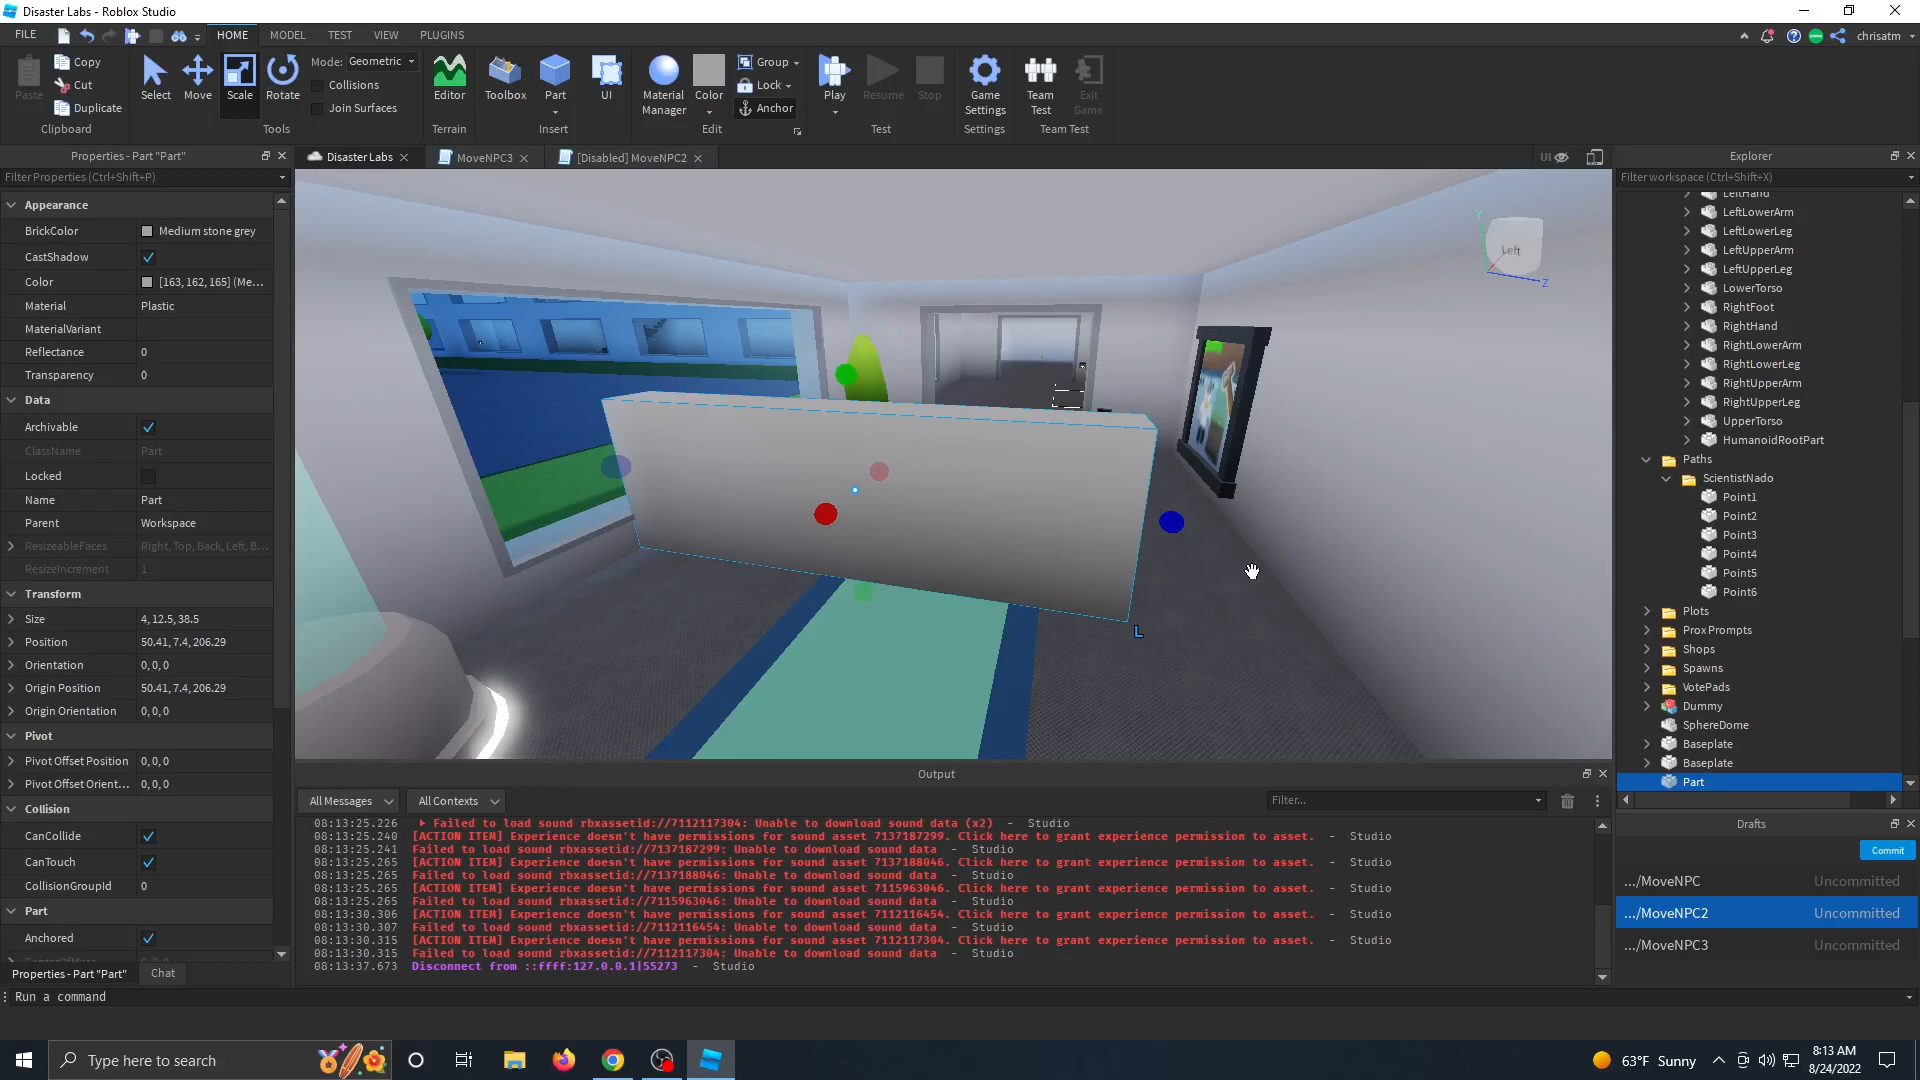 Disaster Labs - Roblox Studio
FILE
HOME
MODEL
TEST
VIEW
PLUGINS
chrisatm
Paste
Copy
Cut
Duplicate
Clipboard
Select
Move
Scale
Rotate
Mode: Geometric
Collisions
Join Surfaces
Tools
Editor
Terrain
Toolbox
Part
UI
Insert
Material Manager
Color
Group
Lock
Anchor
Edit
Play
Resume
Stop
Test
Game Settings
Settings
Team Test
Exit Game
Team Test
Properties - Part "Part"
Filter Properties (Ctrl+Shift+P)
Appearance
BrickColor Medium stone grey
CastShadow
Color [163, 162, 165] (Me...
Material Plastic
MaterialVariant
Reflectance 0
Transparency 0
Data
Archivable
ClassName Part
Locked
Name Part
Parent Workspace
ResizeableFaces Right, Top, Back, Left, B...
ResizeIncrement 1
Transform
Size 4, 12.5, 38.5
Position 50.41, 7.4, 206.29
Orientation 0, 0, 0
Origin Position 50.41, 7.4, 206.29
Origin Orientation 0, 0, 0
Pivot
Pivot Offset Position 0, 0, 0
Pivot Offset Orient... 0, 0, 0
Collision
CanCollide
CanTouch
CollisionGroupId 0
Part
Anchored
Properties - Part "Part"
Chat
Disaster Labs
MoveNPC3
[Disabled] MoveNPC2
UI
Y
Left
Z
L
Output
All Messages
All Contexts
Filter...
08:13:25.226 Failed to load sound rbxassetid://7112117304: Unable to download sound data (x2) - Studio
08:13:25.240 [ACTION ITEM] Experience doesn't have permissions for sound asset 7137187299. Click here to grant experience permission to asset. - Studio
08:13:25.241 Failed to load sound rbxassetid://7137187299: Unable to download sound data - Studio
08:13:25.265 [ACTION ITEM] Experience doesn't have permissions for sound asset 7137188046. Click here to grant experience permission to asset. - Studio
08:13:25.265 Failed to load sound rbxassetid://7137188046: Unable to download sound data - Studio
08:13:25.265 [ACTION ITEM] Experience doesn't have permissions for sound asset 7115963046. Click here to grant experience permission to asset. - Studio
08:13:25.265 Failed to load sound rbxassetid://7115963046: Unable to download sound data - Studio
08:13:30.306 [ACTION ITEM] Experience doesn't have permissions for sound asset 7112116454. Click here to grant experience permission to asset. - Studio
08:13:30.307 Failed to load sound rbxassetid://7112116454: Unable to download sound data - Studio
08:13:30.315 [ACTION ITEM] Experience doesn't have permissions for sound asset 7112117304. Click here to grant experience permission to asset. - Studio
08:13:30.315 Failed to load sound rbxassetid://7112117304: Unable to download sound data - Studio
08:13:37.673 Disconnect from ::ffff:127.0.0.1|55273 - Studio
Explorer
Filter workspace (Ctrl+Shift+X)
LeftHand
LeftLowerArm
LeftLowerLeg
LeftUpperArm
LeftUpperLeg
LowerTorso
RightFoot
RightHand
RightLowerArm
RightLowerLeg
RightUpperArm
RightUpperLeg
UpperTorso
HumanoidRootPart
Paths
ScientistNado
Point1
Point2
Point3
Point4
Point5
Point6
Plots
Prox Prompts
Shops
Spawns
VotePads
Dummy
SphereDome
Baseplate
Baseplate
Part
Drafts
Commit
.../MoveNPC Uncommitted
.../MoveNPC2 Uncommitted
.../MoveNPC3 Uncommitted
Run a command
Type here to search
63°F Sunny
8:13 AM
8/24/2022